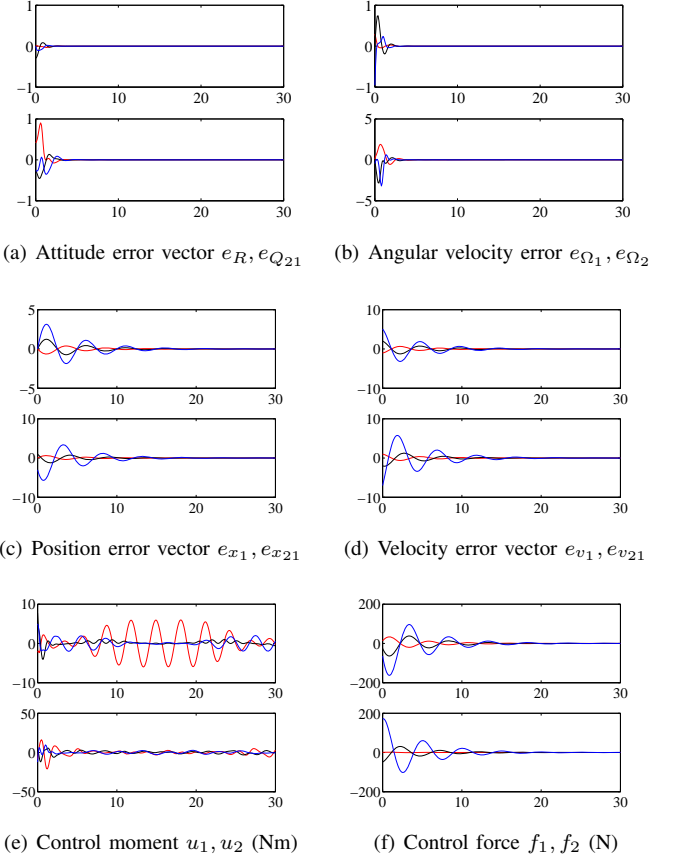 1
0
−1
0 10 20 30
1
0
−1
0 10 20 30
(a) Attitude error vector e_R, e_{Q_{21}}
1
0
−1
0 10 20 30
5
0
−5
0 10 20 30
(b) Angular velocity error e_{Ω_1}, e_{Ω_2}
5
0
−5
0 10 20 30
10
0
−10
0 10 20 30
(c) Position error vector e_{x_1}, e_{x_{21}}
10
0
−10
0 10 20 30
10
0
−10
0 10 20 30
(d) Velocity error vector e_{v_1}, e_{v_{21}}
10
0
−10
0 10 20 30
50
0
−50
0 10 20 30
(e) Control moment u_1, u_2 (Nm)
200
0
−200
0 10 20 30
200
0
−200
0 10 20 30
(f) Control force f_1, f_2 (N)